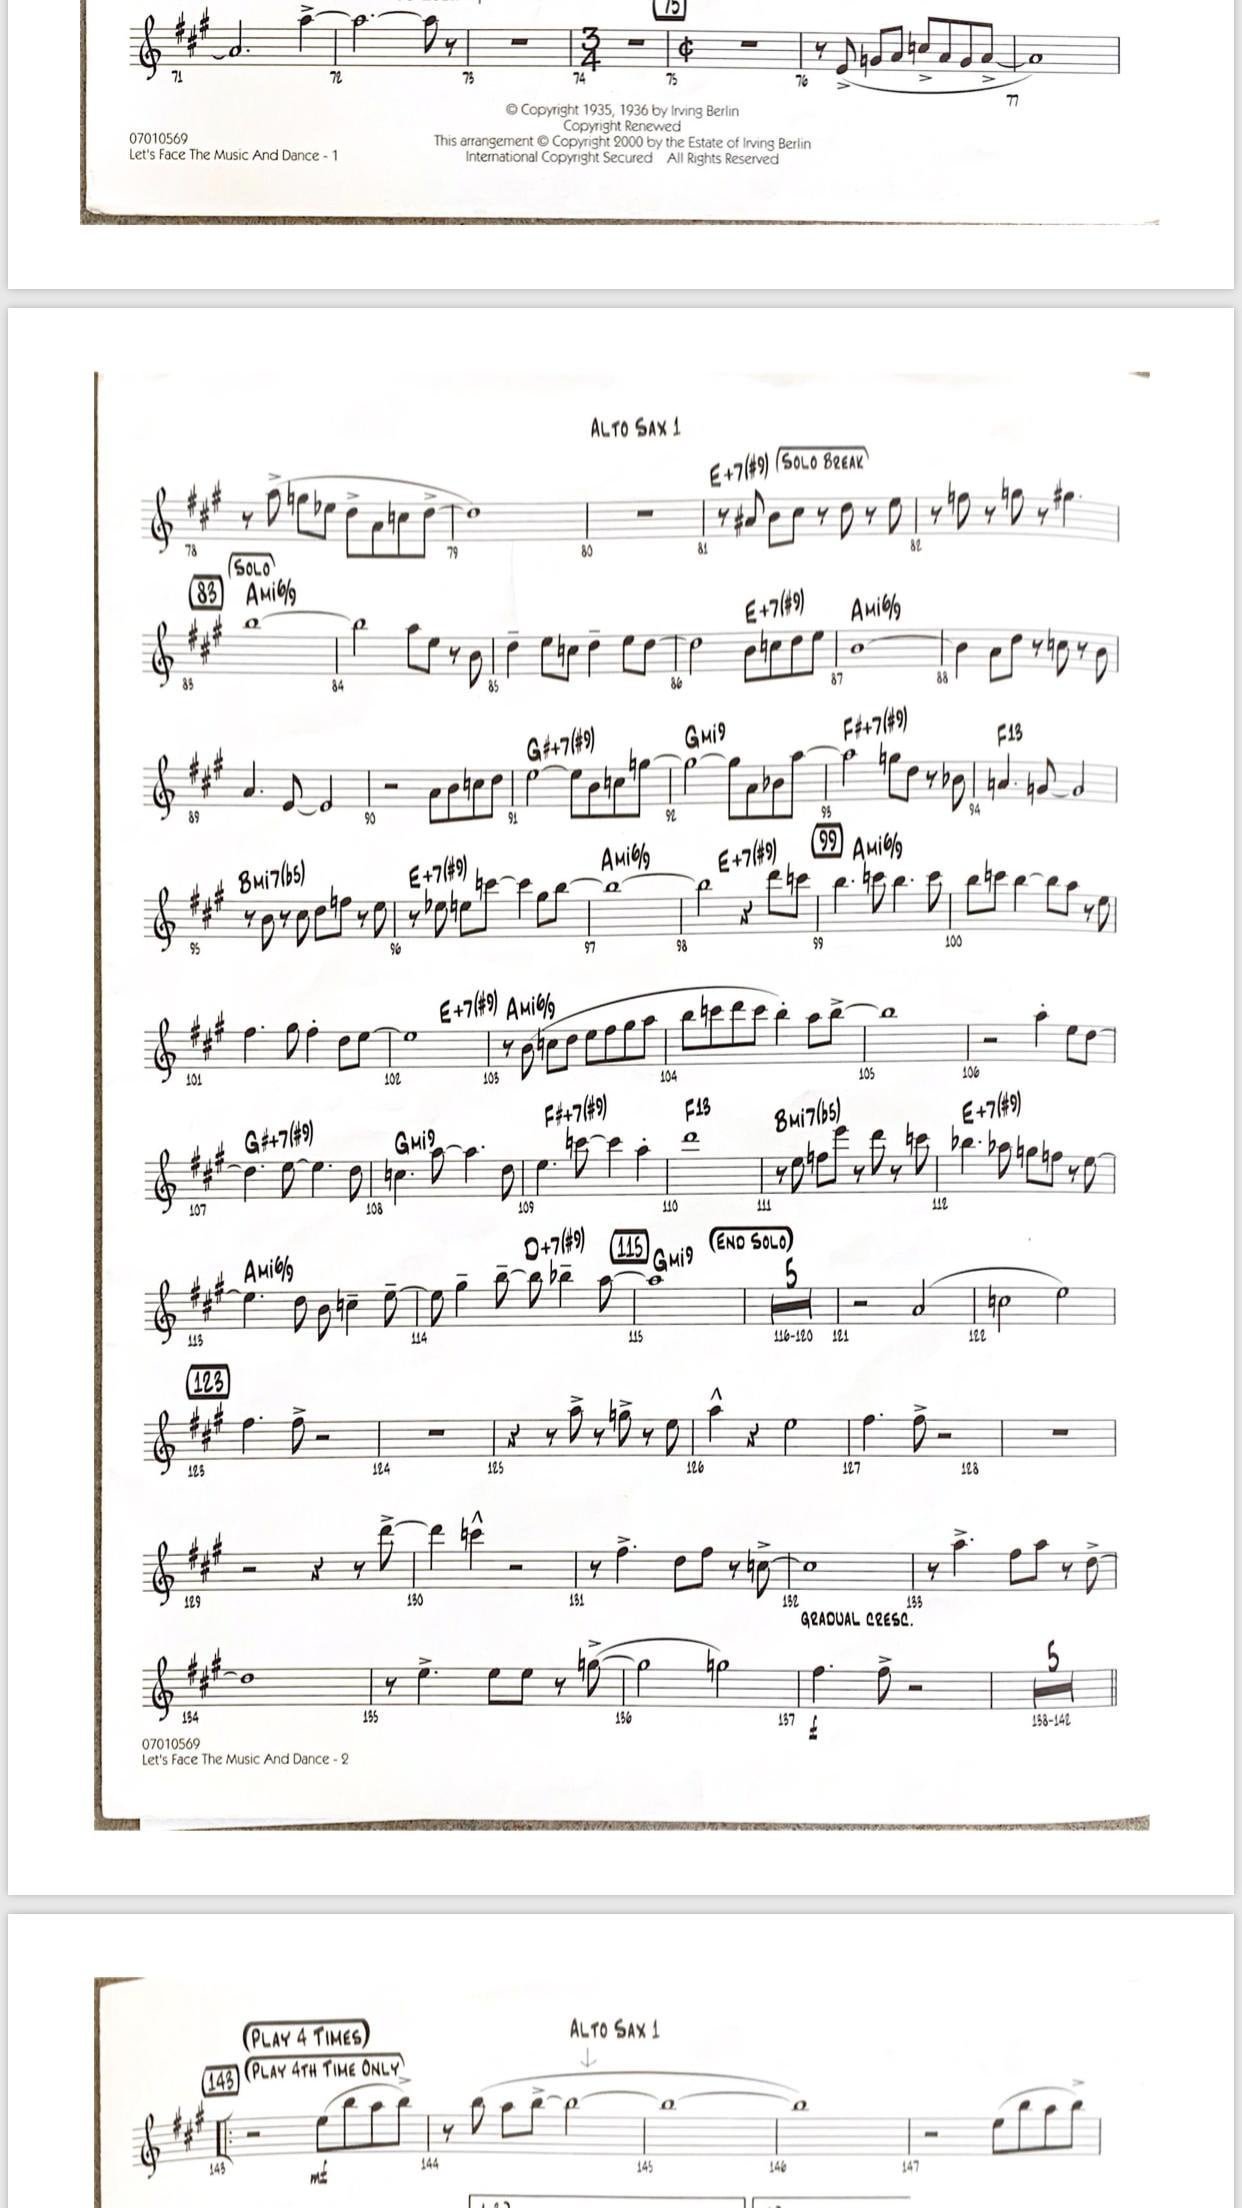 75
3
4
71 72 73 74 75 76 77
© Copyright 1935, 1936 by Irving Berlin
Copyright Renewed
This arrangement © Copyright 2000 by the Estate of Irving Berlin
International Copyright Secured All Rights Reserved
07010569
Let's Face The Music And Dance - 1
ALTO SAX 1
E+7(#9) SOLO BREAK
78 79 80 81 82
SOLO
83 AMI6/9 E+7(#9) AMI6/9
83 84 85 86 87 88
G#+7(#9) GMI9 F#+7(#9) F13
89 90 91 92 93 94
BMI7(b5) E+7(#9) AMI6/9 E+7(#9) 99 AMI6/9
95 96 97 98 99 100
E+7(#9) AMI6/9
101 102 103 104 105 106
G#+7(#9) GMI9 F#+7(#9) F13 BMI7(b5) E+7(#9)
107 108 109 110 111 112
AMI6/9 D+7(#9) 115 GMI9 (END SOLO)
5
113 114 115 116-120 121 122
123
123 124 125 126 127 128
129 130 131 132 133
GRADUAL CRESC.
5
134 135 136 137 138-142
f
07010569
Let's Face The Music And Dance - 2
ALTO SAX 1
(PLAY 4 TIMES)
143 (PLAY 4TH TIME ONLY)
143 144 145 146 147
mf